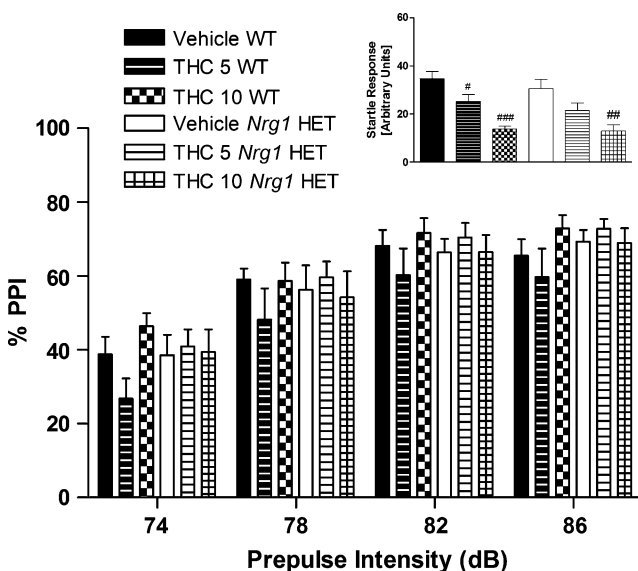 Vehicle WT
THC 5 WT
THC 10 WT
Vehicle Nrg1 HET
THC 5 Nrg1 HET
THC 10 Nrg1 HET
Startle Response
[Arbitrary Units]
60
40
20
0
#
###
##
% PPI
100
80
60
40
20
0
74 78 82 86
Prepulse Intensity (dB)